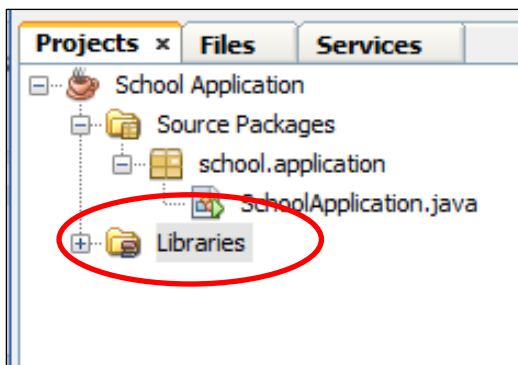 Projects × Files Services
School Application
Source Packages
school.application
SchoolApplication.java
Libraries